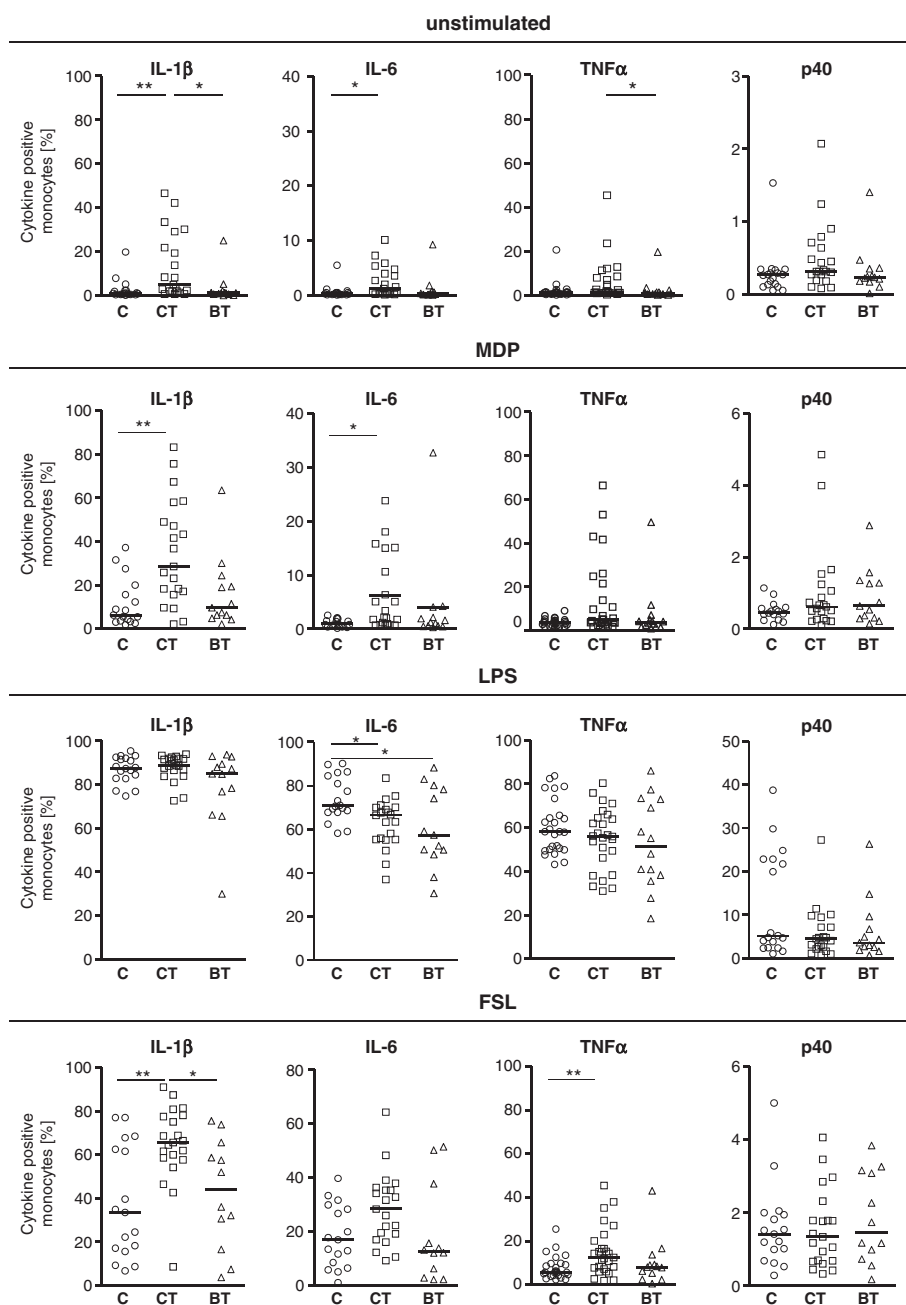 unstimulated
IL-1β IL-6 TNFα p40
Cytokine positive
monocytes [%]
100 40 100 3
80 30 80 2
60 20 60 1
40 10 40 0
20 0 20
0 0
** * * *
C CT BT C CT BT C CT BT C CT BT
MDP
IL-1β IL-6 TNFα p40
Cytokine positive
monocytes [%]
100 40 100 6
80 30 80 4
60 20 60 2
40 10 40 0
20 0 20
0 0
** *
C CT BT C CT BT C CT BT C CT BT
LPS
IL-1β IL-6 TNFα p40
Cytokine positive
monocytes [%]
100 100 100 50
80 80 80 40
60 60 60 30
40 40 40 20
20 20 20 10
0 0 0 0
* *
C CT BT C CT BT C CT BT C CT BT
FSL
IL-1β IL-6 TNFα p40
Cytokine positive
monocytes [%]
100 80 100 6
80 60 80 4
60 40 60 2
40 20 40 0
20 0 20
0 0
** * **
C CT BT C CT BT C CT BT C CT BT